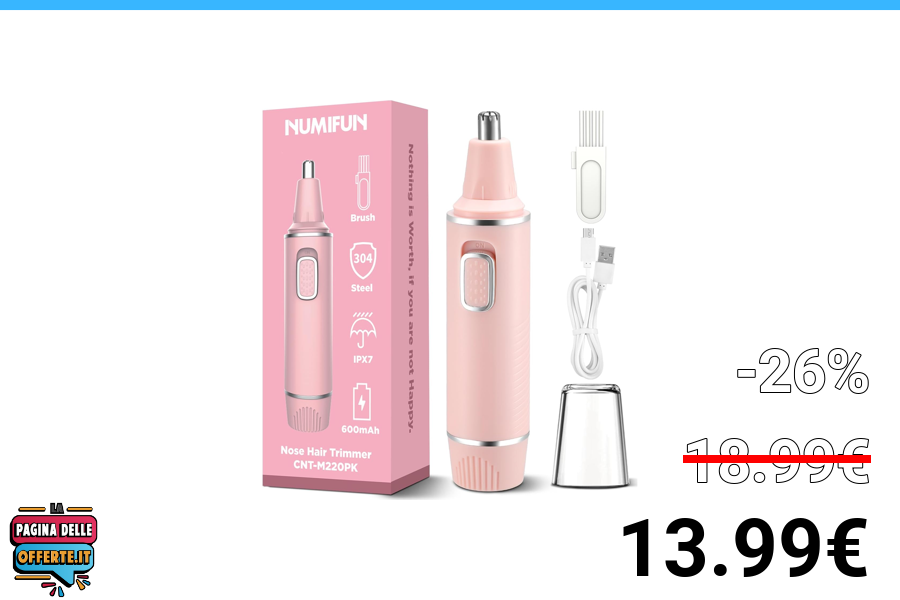 NUMIFUN
Nothing is Worth, if you are not Happy.
Brush
304
Steel
IPX7
600mAh
Nose Hair Trimmer
CNT-M220PK
-26%
18.99€
13.99€
LA
PAGINA DELLE
OFFERTE.IT